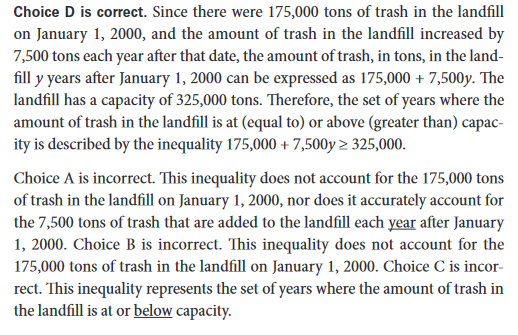 Choice D is correct. Since there were 175,000 tons of trash in the landfill
on January 1, 2000, and the amount of trash in the landfill increased by
7,500 tons each year after that date, the amount of trash, in tons, in the land-
fill y years after January 1, 2000 can be expressed as 175,000 + 7,500y. The
landfill has a capacity of 325,000 tons. Therefore, the set of years where the
amount of trash in the landfill is at (equal to) or above (greater than) capac-
ity is described by the inequality 175,000 + 7,500y ≥ 325,000.
Choice A is incorrect. This inequality does not account for the 175,000 tons
of trash in the landfill on January 1, 2000, nor does it accurately account for
the 7,500 tons of trash that are added to the landfill each year after January
1, 2000. Choice B is incorrect. This inequality does not account for the
175,000 tons of trash in the landfill on January 1, 2000. Choice C is incor-
rect. This inequality represents the set of years where the amount of trash in
the landfill is at or below capacity.